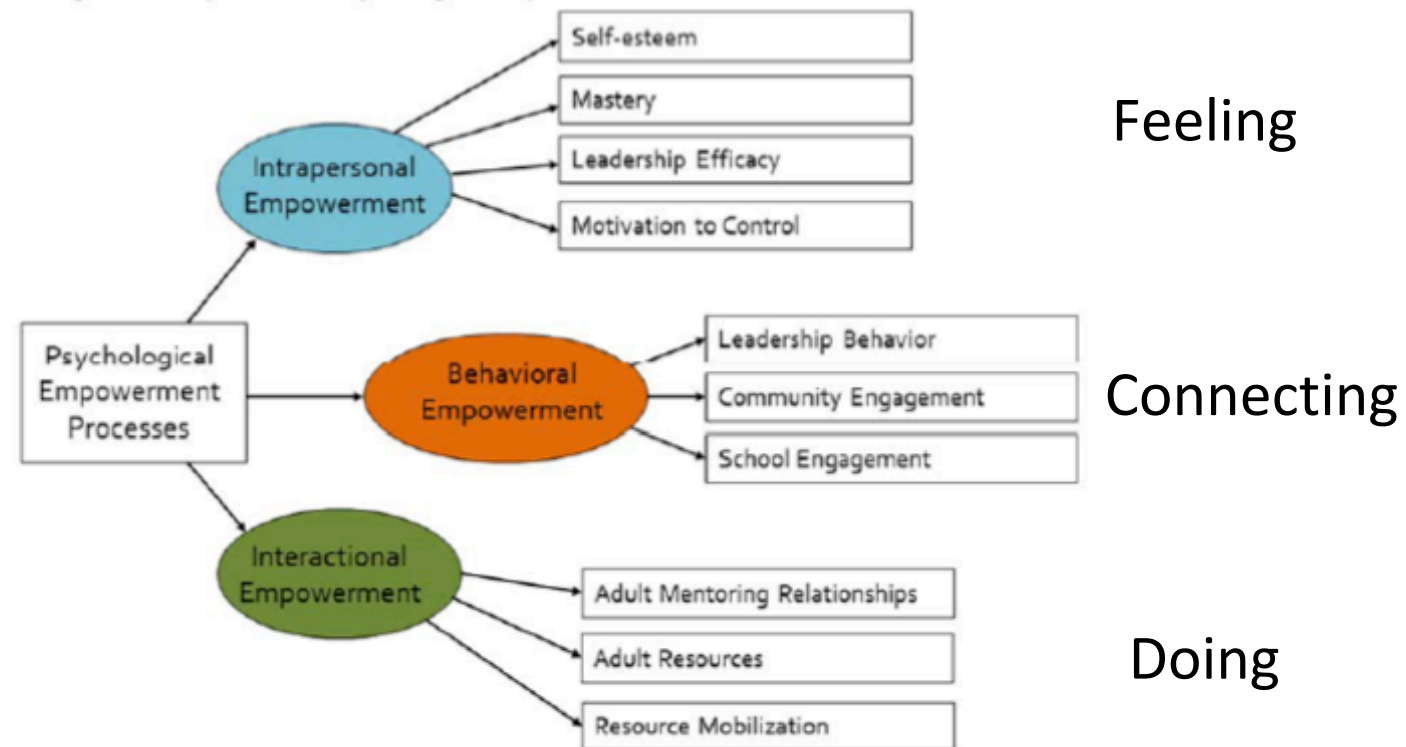 Self-esteem
Mastery
Feeling
Intrapersonal
Empowerment
Leadership Efficacy
Motivation to Control
Psychological
Empowerment
Processes
Behavioral
Empowerment
Leadership Behavior
Community Engagement
School Engagement
Connecting
Interactional
Empowerment
Adult Mentoring Relationships
Adult Resources
Resource Mobilization
Doing